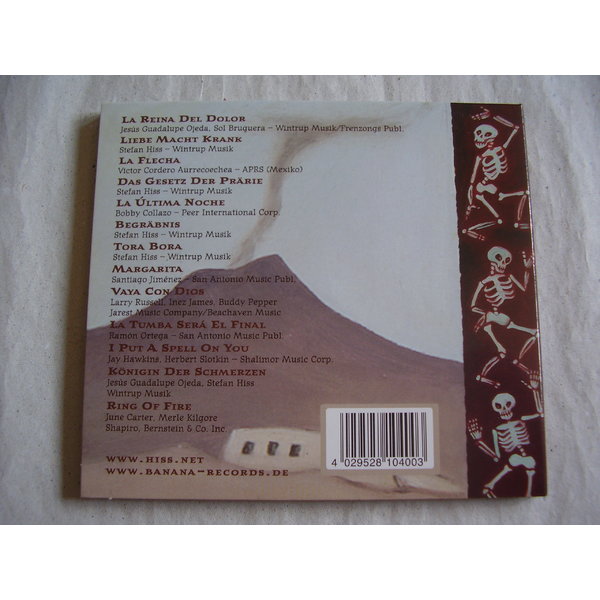 La Reina Del Dolor
Jesús Guadalupe Ojeda, Sol Bruguera – Wintrup Musik/Frenzongs Publ.
Liebe Macht Krank
Stefan Hiss – Wintrup Musik
La Flecha
Victor Cordero Aurrecoechea – APRS (Mexiko)
Das Gesetz Der Prärie
Stefan Hiss – Wintrup Musik
La Última Noche
Bobby Collazo – Peer International Corp.
Begräbnis
Stefan Hiss – Wintrup Musik
Tora Bora
Stefan Hiss – Wintrup Musik
Margarita
Santiago Jiménez – San Antonio Music Publ.
Vaya Con Dios
Larry Russell, Inez James, Buddy Pepper
Jarest Music Company/Beachaven Music
La Tumba Será El Final
Ramón Ortega – San Antonio Music Publ.
I Put A Spell On You
Jay Hawkins, Herbert Slotkin – Shalimor Music Corp.
Königin Der Schmerzen
Jesús Guadalupe Ojeda, Stefan Hiss
Wintrup Musik
Ring Of Fire
June Carter, Merle Kilgore
Shapiro, Bernstein & Co. Inc.
www.hiss.net
www.banana-records.de
4 029528 104003